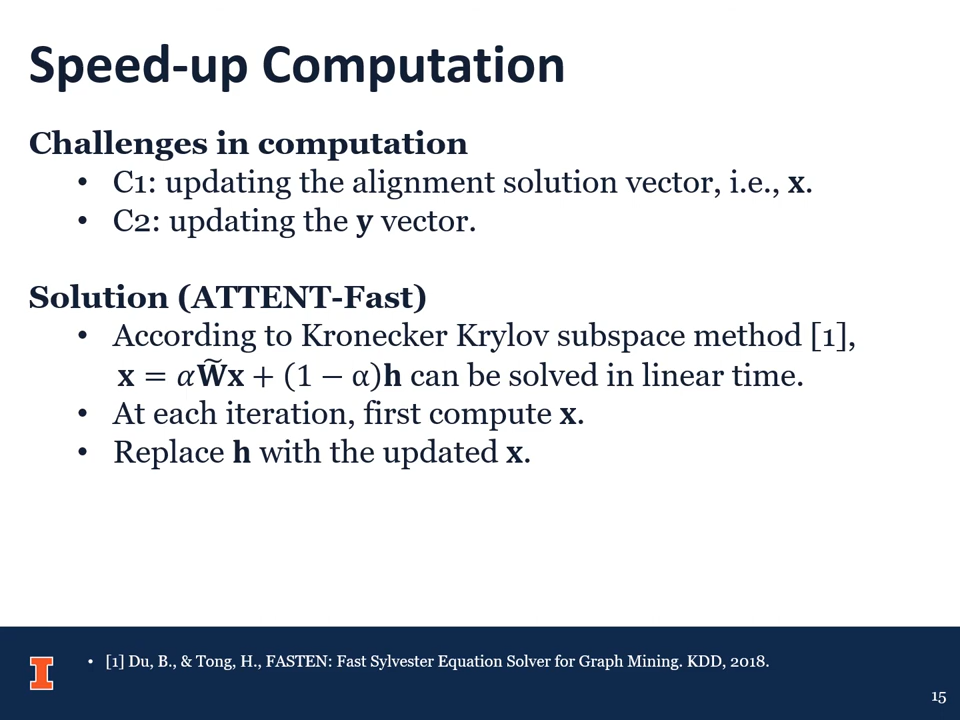 Speed-up Computation
Challenges in computation
• C1: updating the alignment solution vector, i.e., x.
• C2: updating the y vector.
Solution (ATTENT-Fast)
• According to Kronecker Krylov subspace method [1],
x = αW̃x + (1 − α)h can be solved in linear time.
• At each iteration, first compute x.
• Replace h with the updated x.
I
• [1] Du, B., & Tong, H., FASTEN: Fast Sylvester Equation Solver for Graph Mining. KDD, 2018.
15